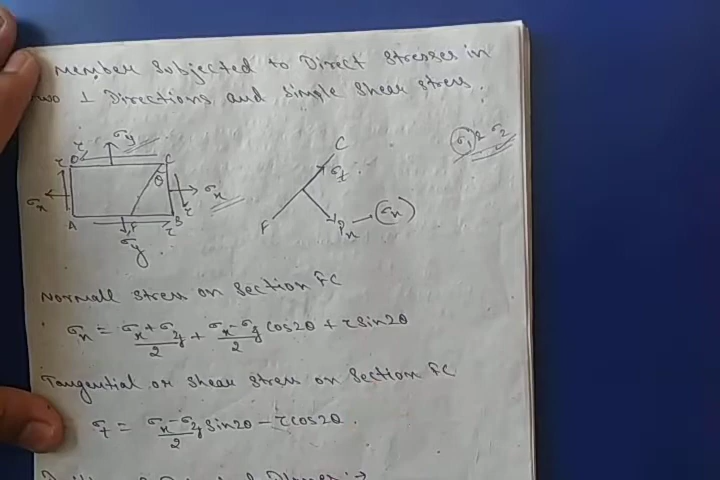 member Subjected to Direct Stresses in
two ⊥ Directions and simple Shear stress.
τ σy
τ D C
θ
σx σx
τ
A F B
τ
σy
C
σt
F Pn → σn
σ1 & σ2
Normall stress on Section FC
σn = (σx+σy)/2 + (σx-σy)/2 cos2θ + τ sin2θ
Tangential or shear stress on Section FC
σt = (σx-σy)/2 sin2θ - τ cos2θ.